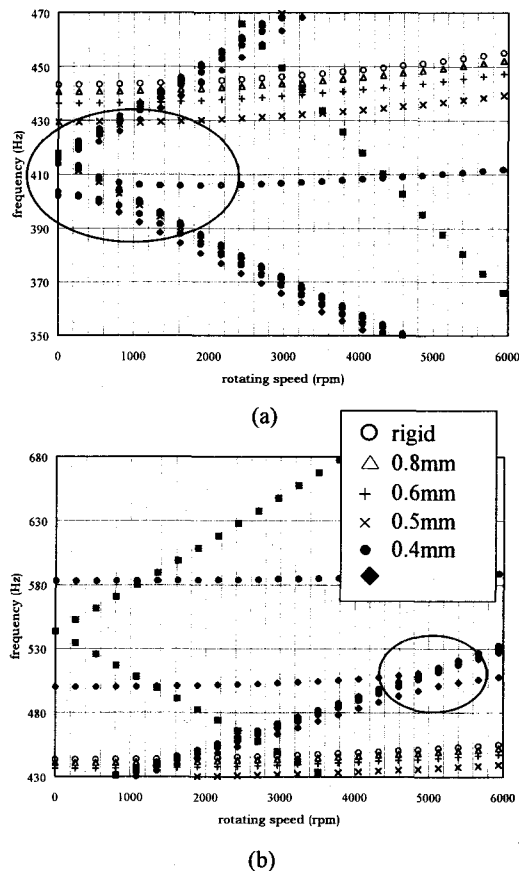 470
450
430
410
390
370
350
frequency (Hz)
0 1000 2000 3000 4000 5000 6000
rotating speed (rpm)
(a)
rigid
0.8mm
0.6mm
0.5mm
0.4mm
680
630
580
530
480
430
frequency (Hz)
0 1000 2000 3000 4000 5000 6000
rotating speed (rpm)
(b)